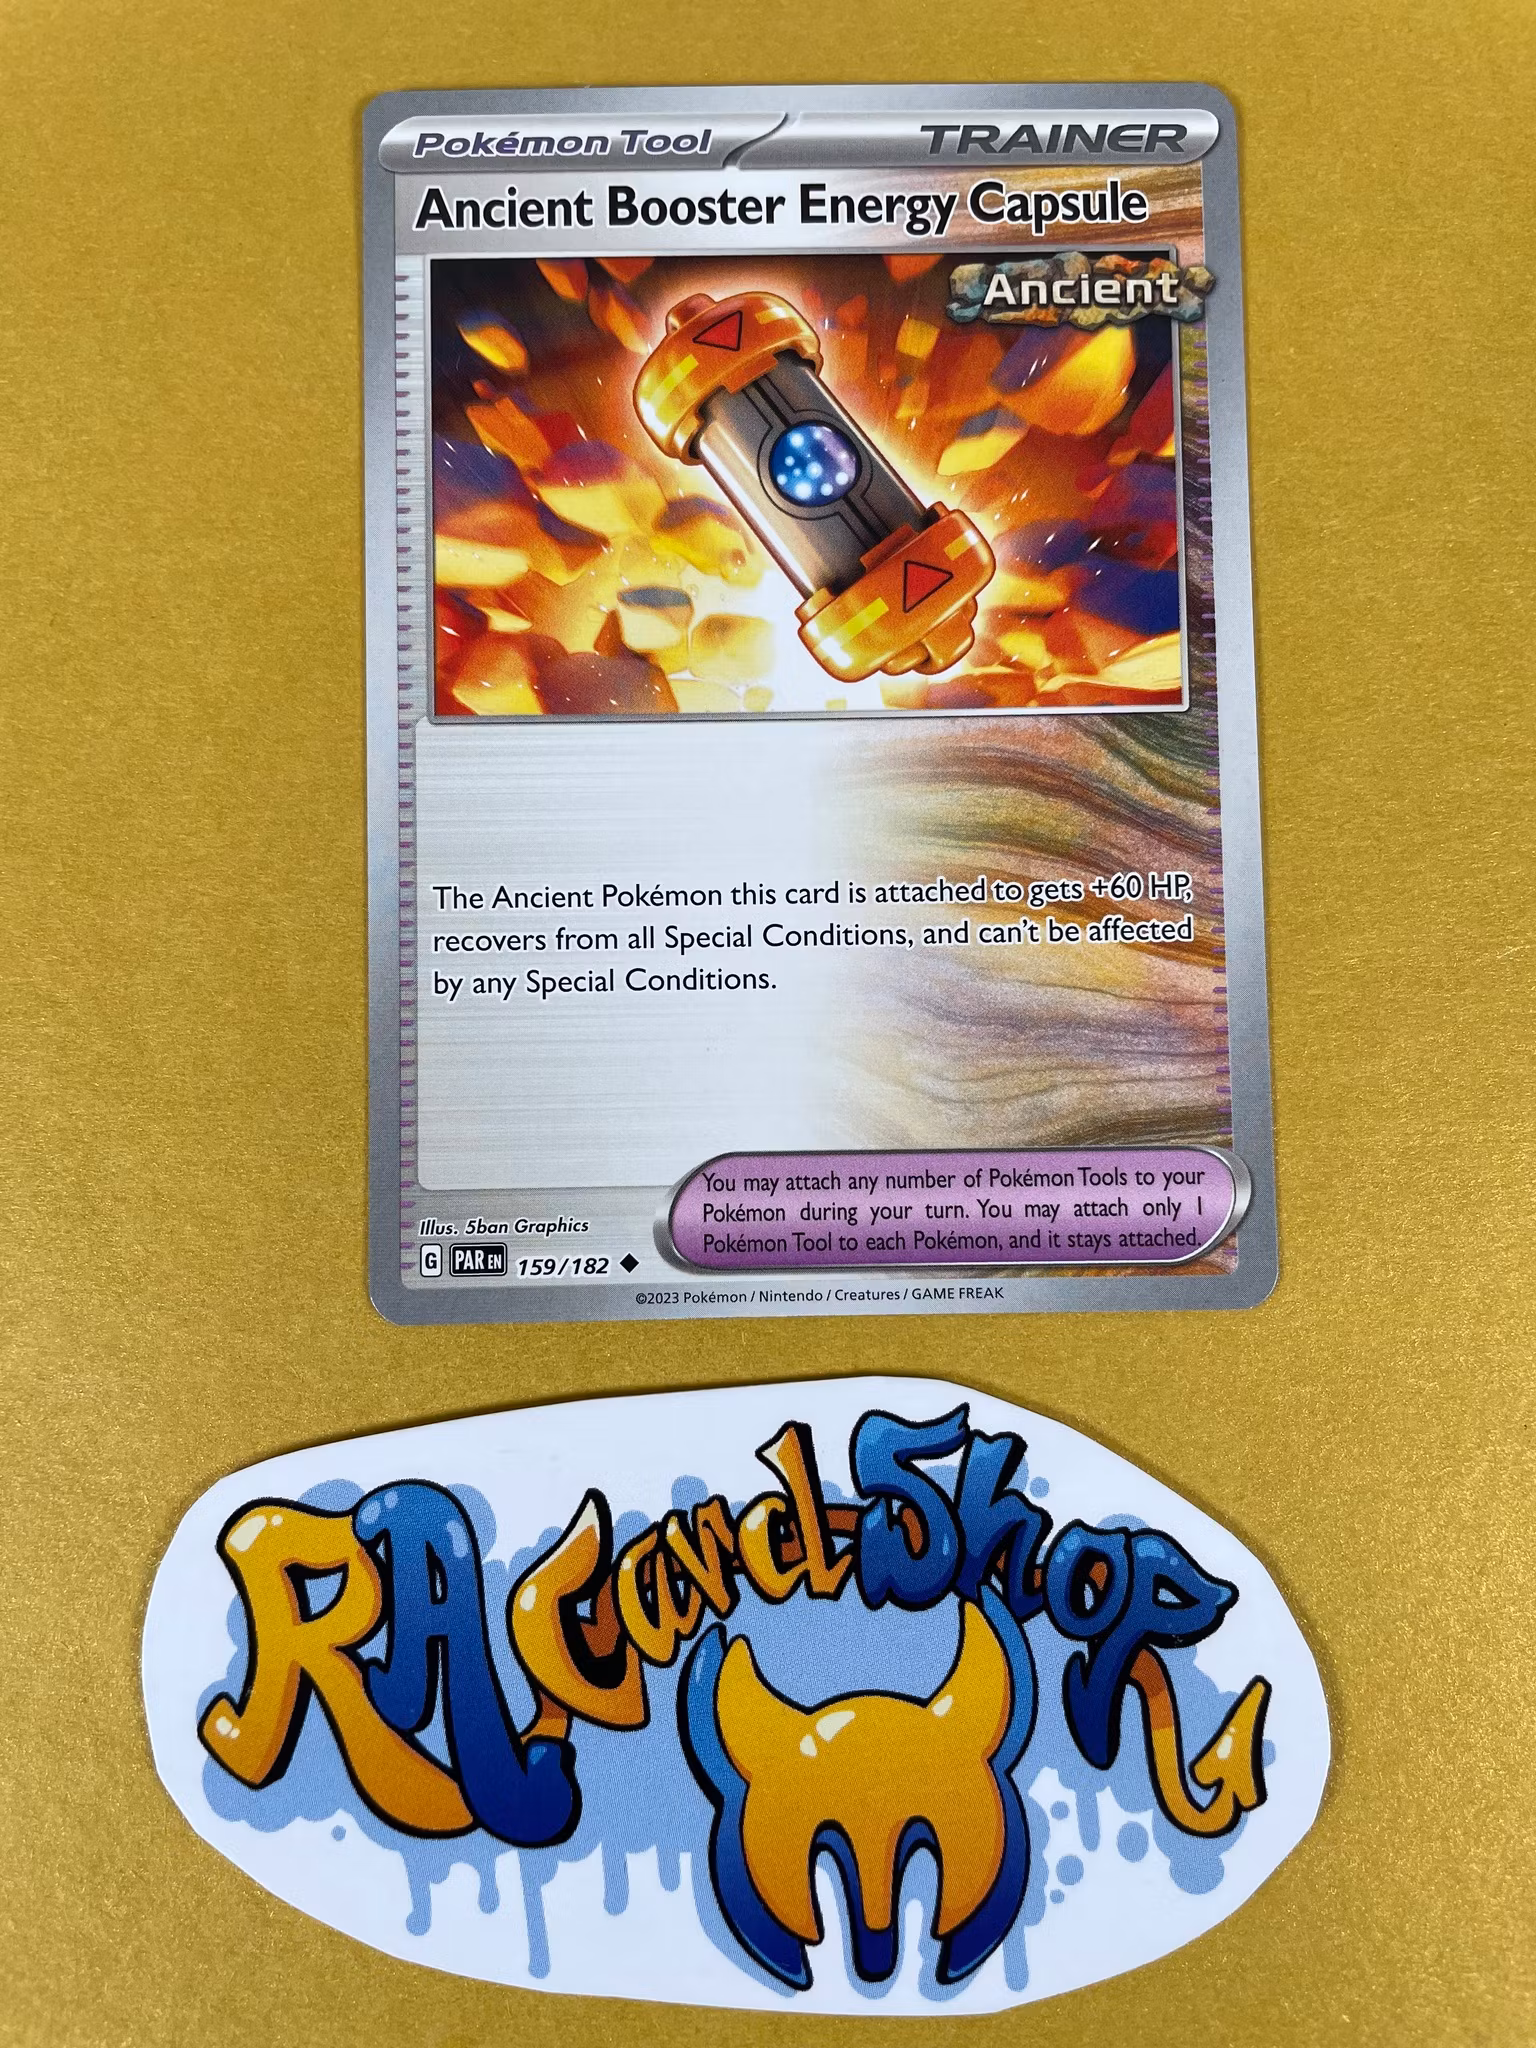 Pokémon Tool TRAINER
Ancient Booster Energy Capsule
Ancient
The Ancient Pokémon this card is attached to gets +60 HP,
recovers from all Special Conditions, and can't be affected
by any Special Conditions.
You may attach any number of Pokémon Tools to your
Pokémon during your turn. You may attach only 1
Pokémon Tool to each Pokémon, and it stays attached.
Illus. 5ban Graphics
G PAR EN 159/182
©2023 Pokémon / Nintendo / Creatures / GAME FREAK
RACardShop